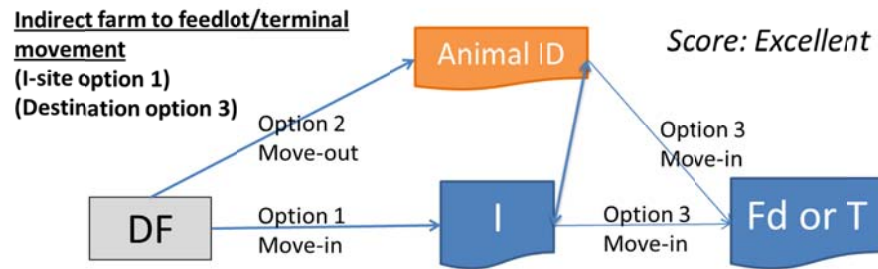 Indirect farm to feedlot/terminal
movement
(I-site option 1)
(Destination option 3)
Animal ID
Score: Excellent
Option 2
Move-out
Option 3
Move-in
DF
Option 1
Move-in
I
Option 3
Move-in
Fd or T